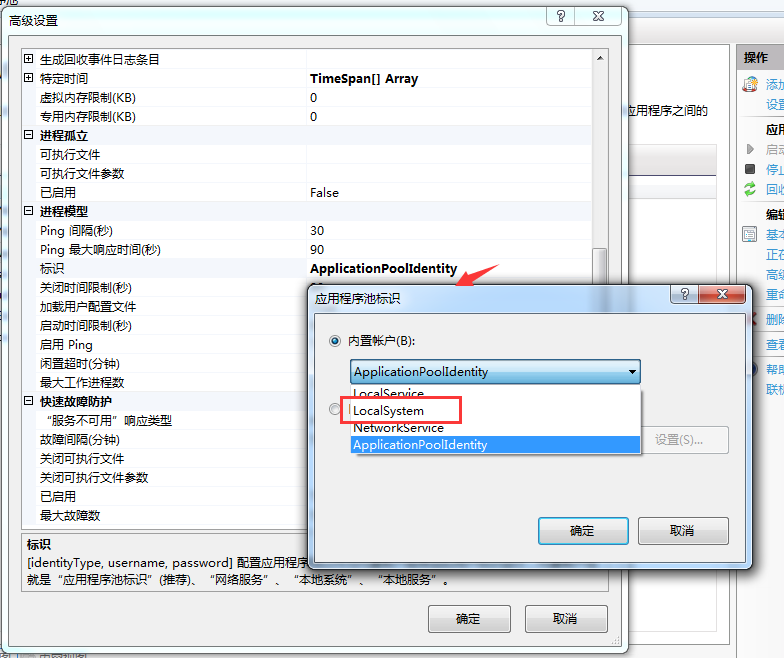 高级设置
生成回收事件日志条目
特定时间 TimeSpan[] Array
虚拟内存限制(KB) 0
专用内存限制(KB) 0
进程孤立
可执行文件
可执行文件参数
已启用 False
进程模型
Ping 间隔(秒) 30
Ping 最大响应时间(秒) 90
标识 ApplicationPoolIdentity
关闭时间限制(秒)
加载用户配置文件
启动时间限制(秒)
启用 Ping
闲置超时(分钟)
最大工作进程数
快速故障防护
“服务不可用”响应类型
故障间隔(分钟)
关闭可执行文件
关闭可执行文件参数
已启用
最大故障数
标识
[identityType, username, password] 配置应用程序
就是“应用程序池标识”(推荐)、“网络服务”、“本地系统”、“本地服务”。
确定 取消
应用程序池标识
内置帐户(B):
ApplicationPoolIdentity
LocalService
LocalSystem
NetworkService
ApplicationPoolIdentity
设置(S)...
确定 取消
应用程序之间的
操作
添加
设置
应用
启动
停止
回收
编辑
基本
正在
高级
重命
删除
查看
帮助
联机